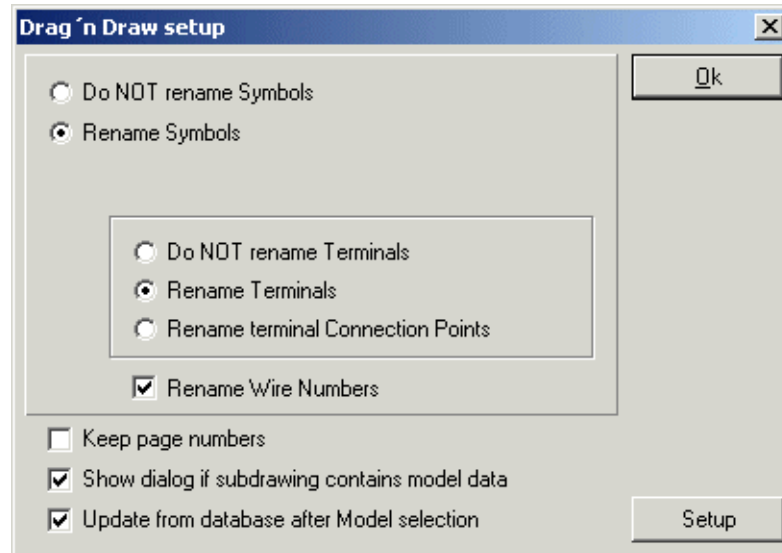 Drag´n Draw setup
Ok
Do NOT rename Symbols
Rename Symbols
Do NOT rename Terminals
Rename Terminals
Rename terminal Connection Points
Rename Wire Numbers
Keep page numbers
Show dialog if subdrawing contains model data
Update from database after Model selection
Setup